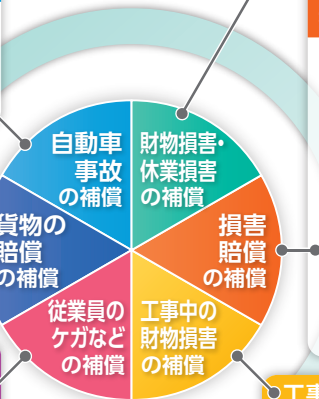 自動車
事故
の補償
財物損害・
休業損害
の補償
貨物の
賠償
の補償
損害
賠償
の補償
従業員の
ケガなど
の補償
工事中の
財物損害
の補償
工事